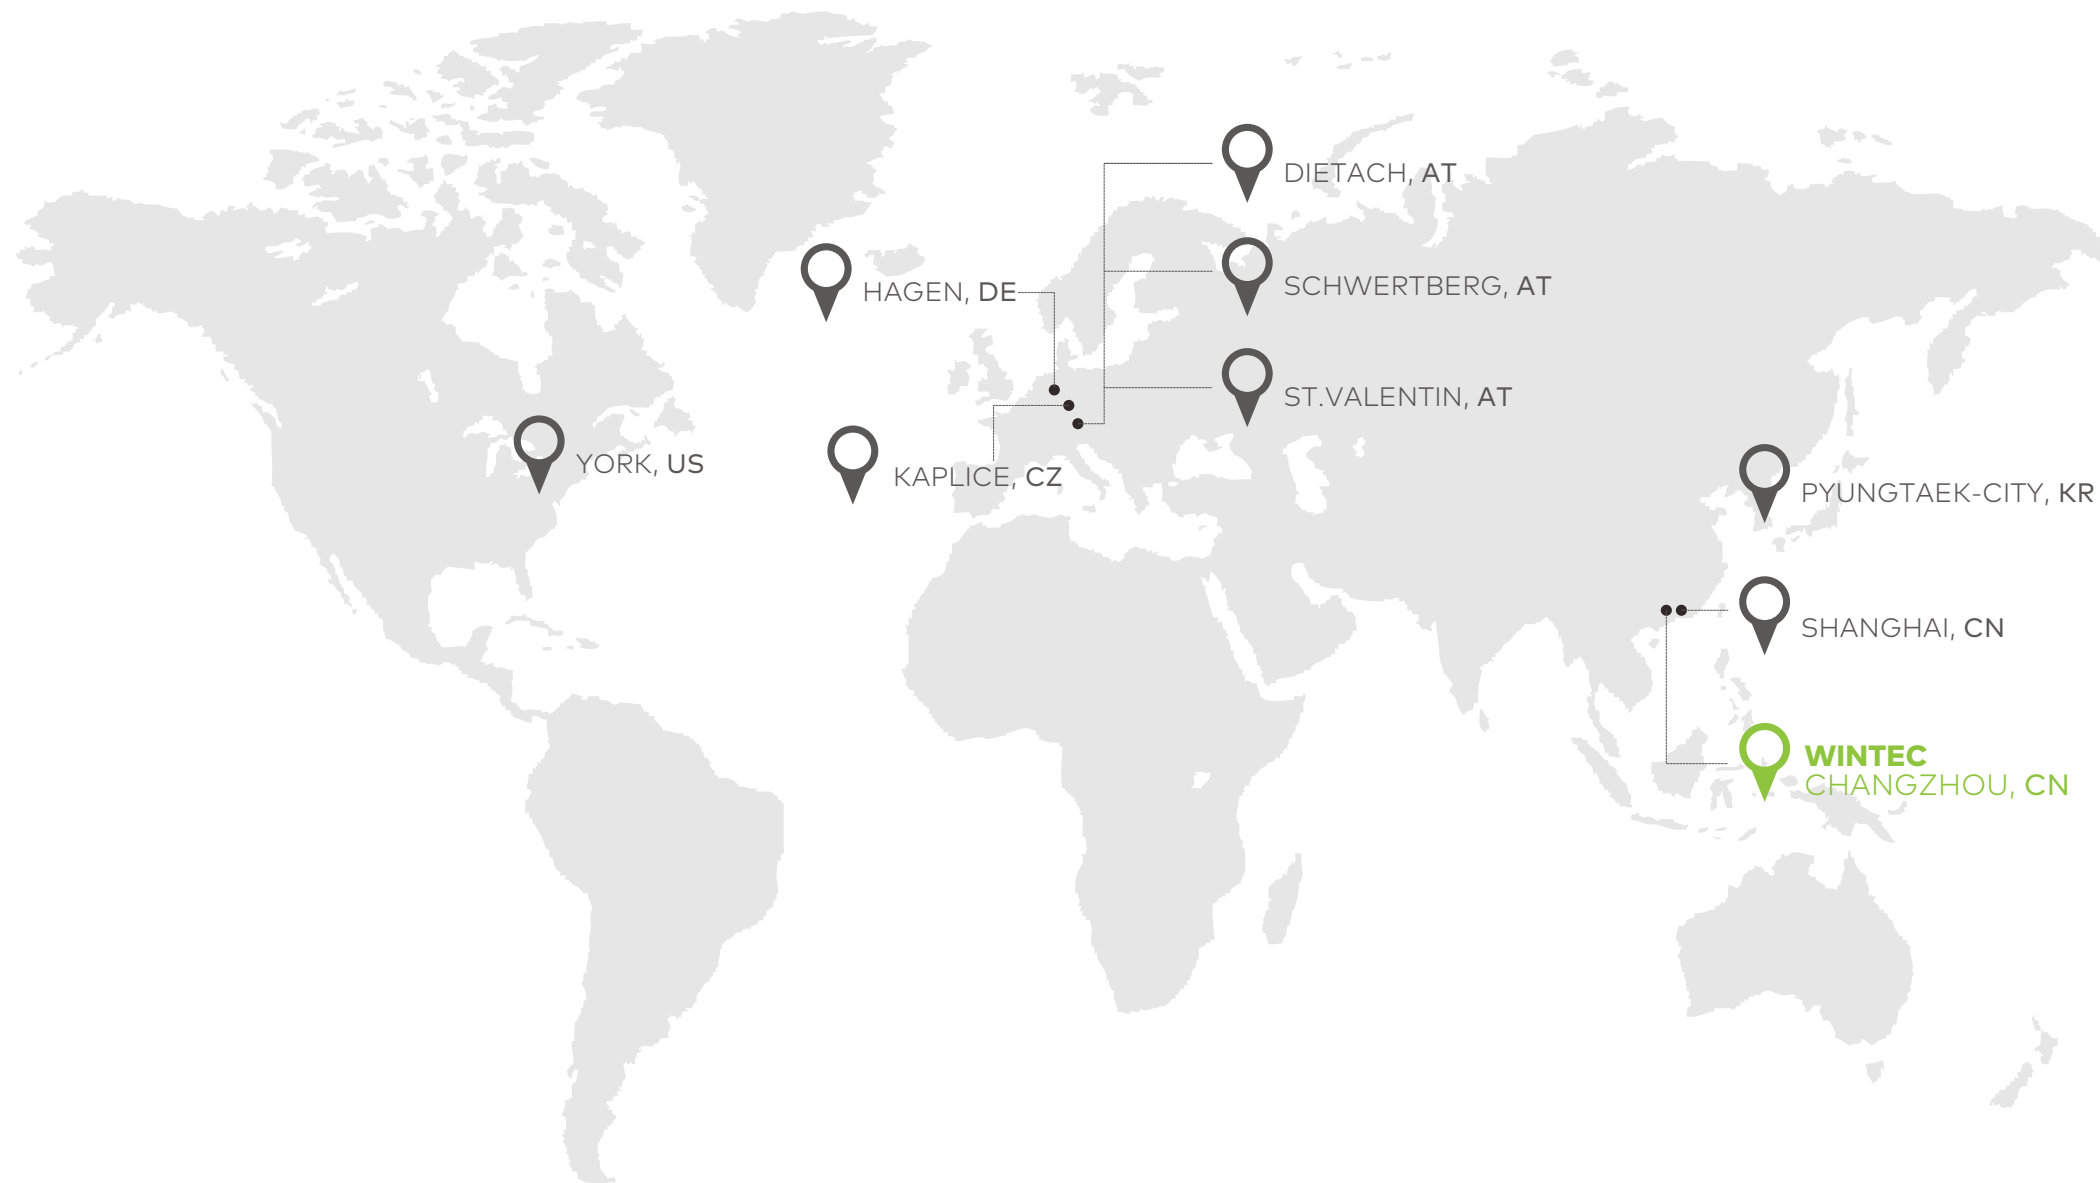 DIETACH, AT
HAGEN, DE
SCHWERTBERG, AT
ST.VALENTIN, AT
YORK, US
KAPLICE, CZ
PYUNGTAEK-CITY, KR
SHANGHAI, CN
WINTEC
CHANGZHOU, CN